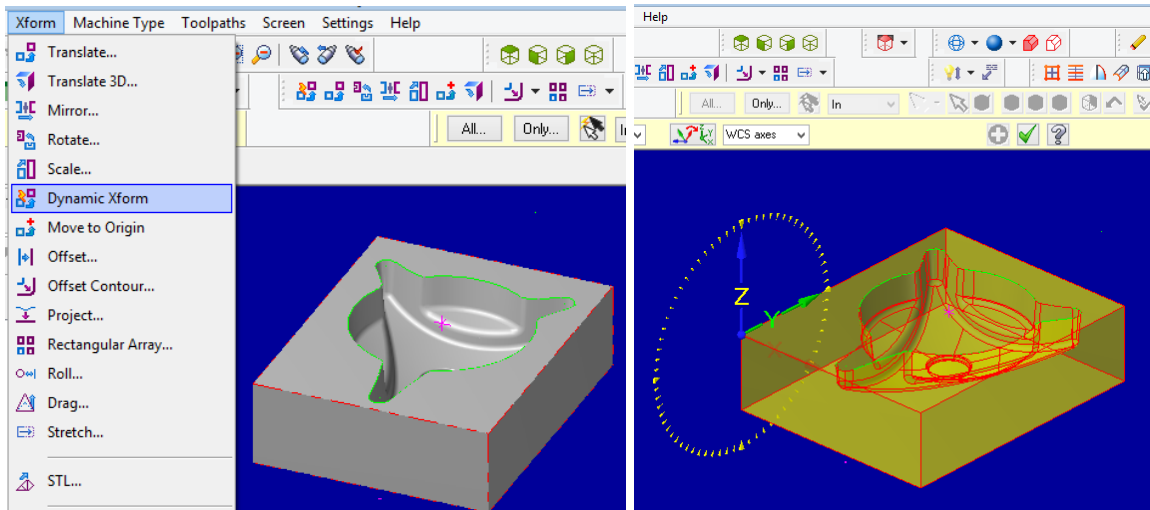 Xform Machine Type Toolpaths Screen Settings Help
Translate...
Translate 3D...
Mirror...
Rotate...
Scale...
Dynamic Xform
Move to Origin
Offset...
Offset Contour...
Project...
Rectangular Array...
Roll...
Drag...
Stretch...
STL...
All... Only...
Help
All... Only... In
WCS axes
Z
Y
X